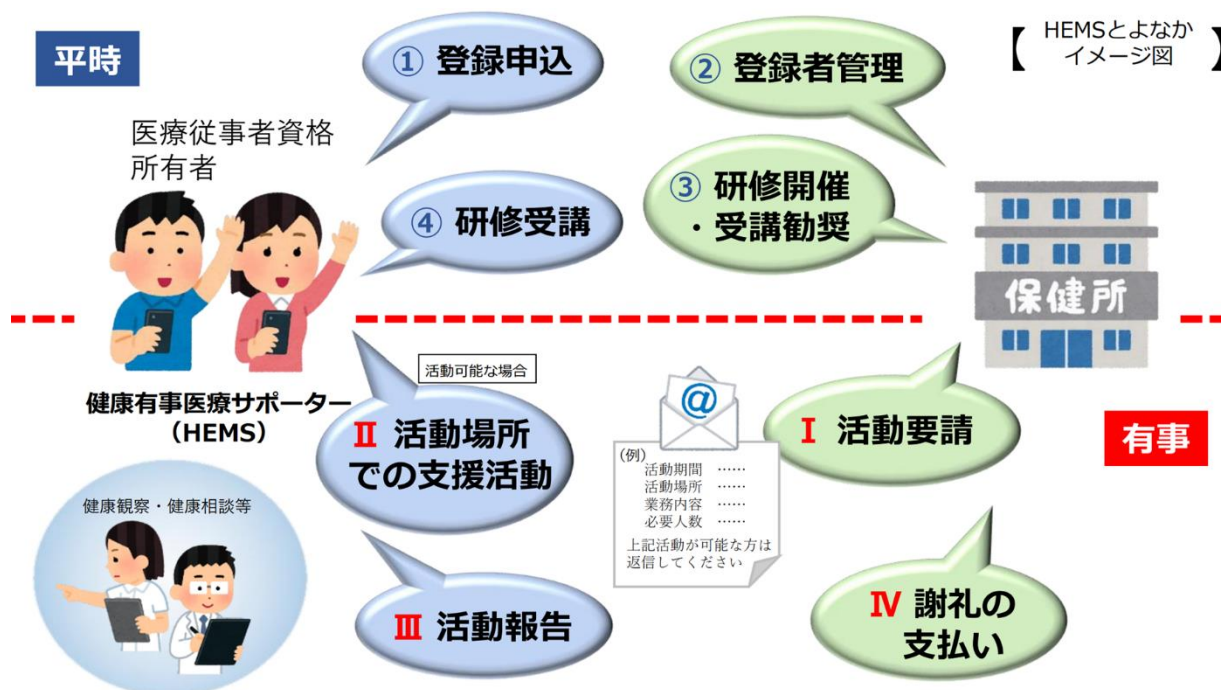 平時
① 登録申込
② 登録者管理
【 HEMSとよなか
イメージ図 】
医療従事者資格
所有者
④ 研修受講
③ 研修開催
・受講勧奨
保健所
健康有事医療サポーター
（HEMS）
活動可能な場合
Ⅱ 活動場所
での支援活動
@
（例）
活動期間 ……
活動場所 ……
業務内容 ……
必要人数 ……
上記活動が可能な方は
返信してください
Ⅰ 活動要請
有事
健康観察・健康相談等
Ⅲ 活動報告
Ⅳ 謝礼の
支払い